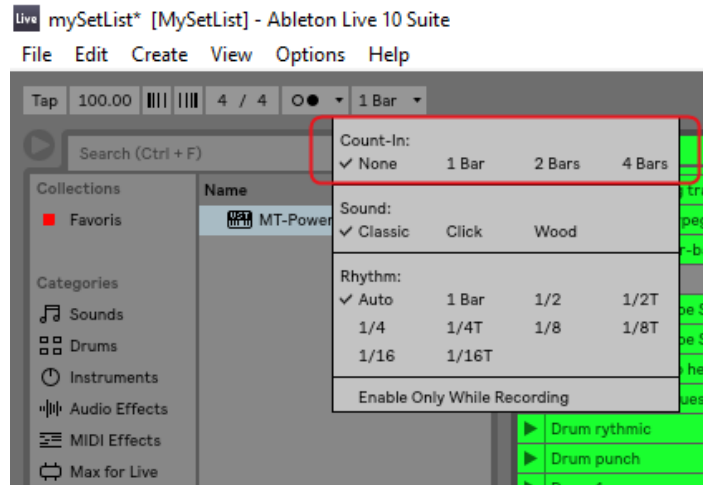 Live mySetList* [MySetList] - Ableton Live 10 Suite
File Edit Create View Options Help
Tap 100.00 4 / 4 1 Bar
Search (Ctrl + F)
Collections
Favoris
Categories
Sounds
Drums
Instruments
Audio Effects
MIDI Effects
Max for Live
Name
MT-Power
Count-In:
None 1 Bar 2 Bars 4 Bars
Sound:
Classic Click Wood
Rhythm:
Auto 1 Bar 1/2 1/2T
1/4 1/4T 1/8 1/8T
1/16 1/16T
Enable Only While Recording
Drum rythmic
Drum punch